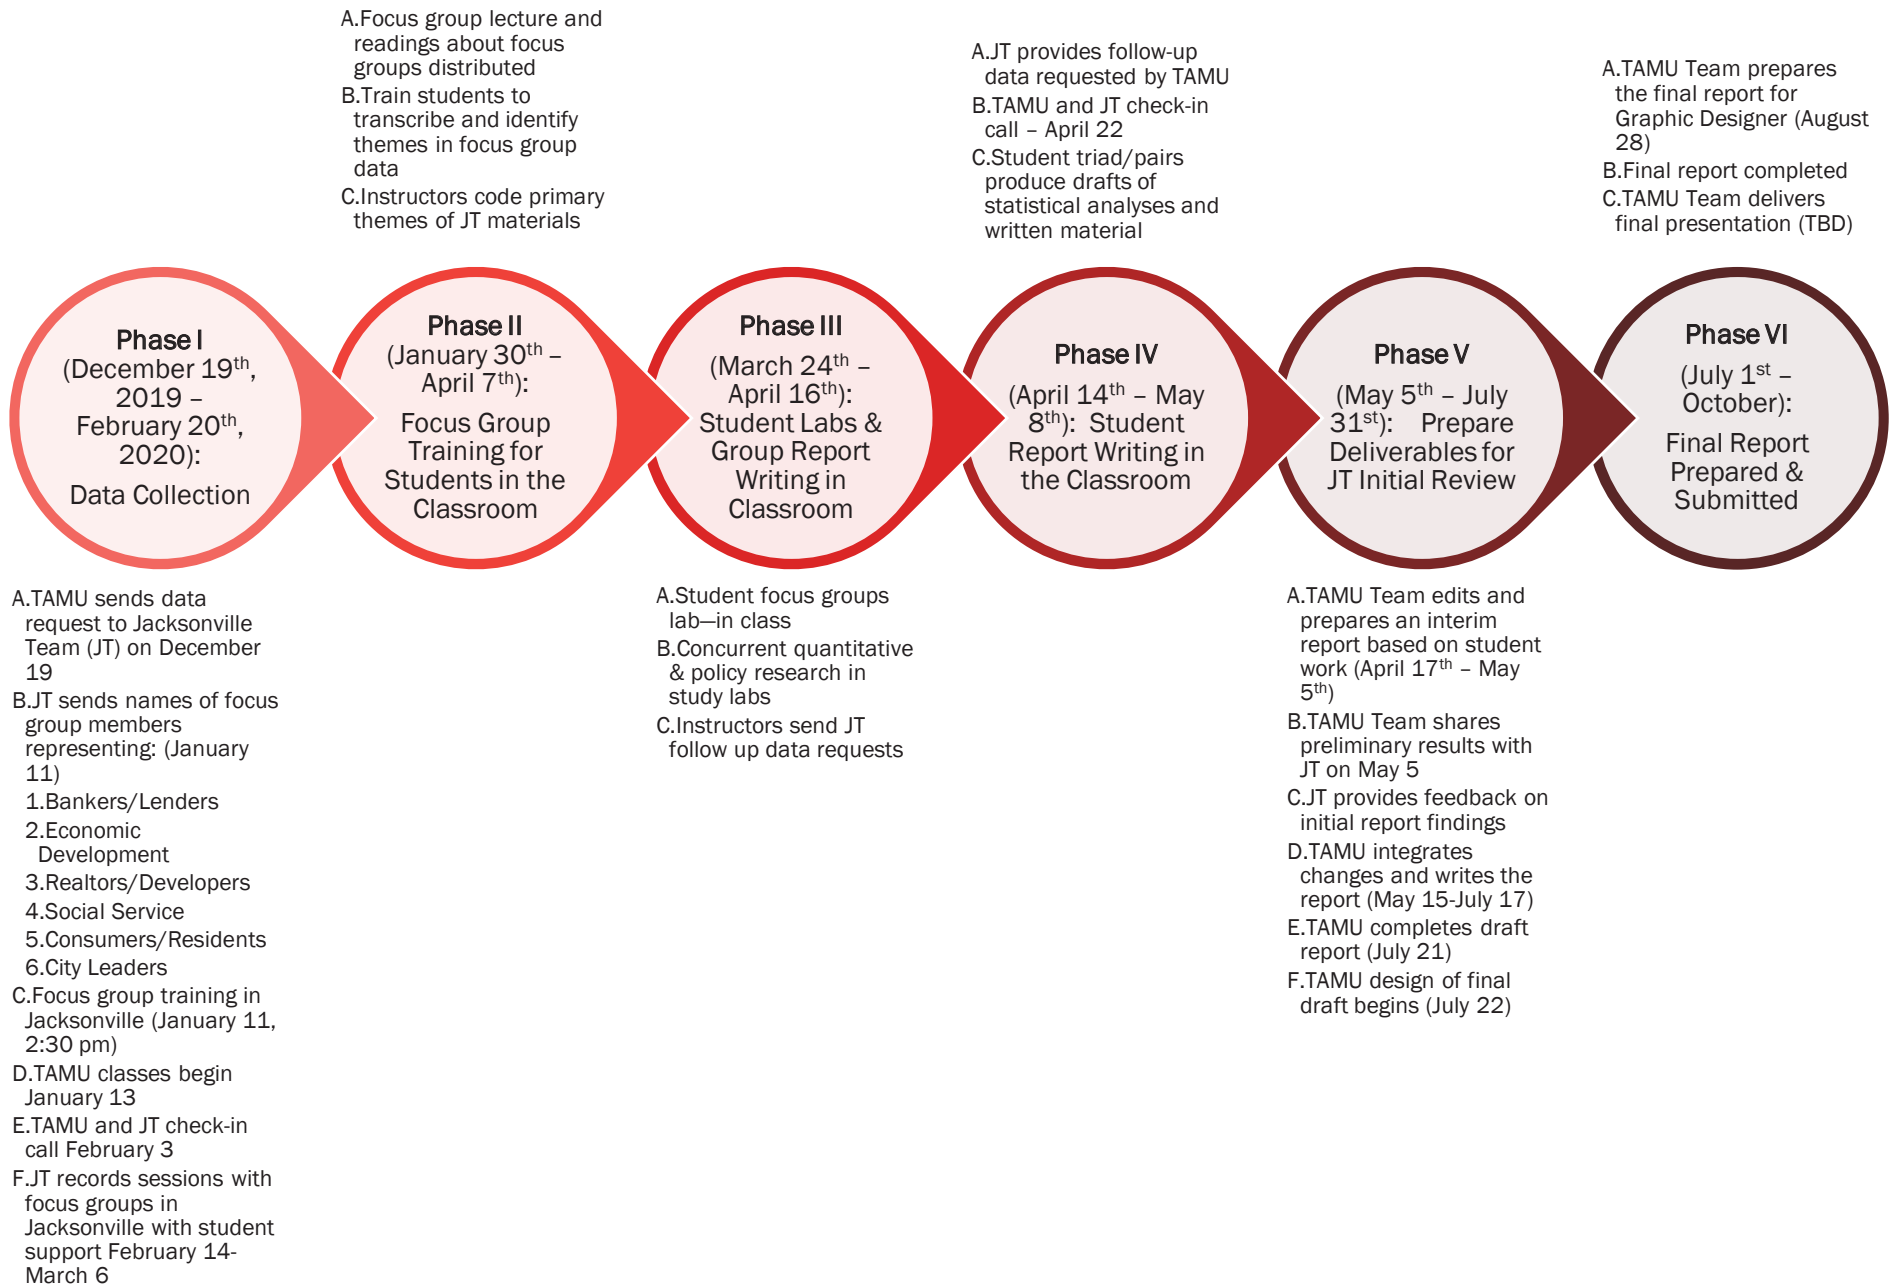 Phase I
(December 19th,
2019 –
February 20th,
2020):
Data Collection
A.TAMU sends data
request to Jacksonville
Team (JT) on December
19
B.JT sends names of focus
group members
representing: (January
11)
1.Bankers/Lenders
2.Economic
Development
3.Realtors/Developers
4.Social Service
5.Consumers/Residents
6.City Leaders
C.Focus group training in
Jacksonville (January 11,
2:30 pm)
D.TAMU classes begin
January 13
E.TAMU and JT check-in
call February 3
F.JT records sessions with
focus groups in
Jacksonville with student
support February 14-
March 6
A.Focus group lecture and
readings about focus
groups distributed
B.Train students to
transcribe and identify
themes in focus group
data
C.Instructors code primary
themes of JT materials
Phase II
(January 30th –
April 7th):
Focus Group
Training for
Students in the
Classroom
Phase III
(March 24th –
April 16th):
Student Labs &
Group Report
Writing in
Classroom
A.Student focus groups
lab—in class
B.Concurrent quantitative
& policy research in
study labs
C.Instructors send JT
follow up data requests
A.JT provides follow-up
data requested by TAMU
B.TAMU and JT check-in
call – April 22
C.Student triad/pairs
produce drafts of
statistical analyses and
written material
Phase IV
(April 14th – May
8th): Student
Report Writing in
the Classroom
Phase V
(May 5th – July
31st): Prepare
Deliverables for
JT Initial Review
A.TAMU Team edits and
prepares an interim
report based on student
work (April 17th – May
5th)
B.TAMU Team shares
preliminary results with
JT on May 5
C.JT provides feedback on
initial report findings
D.TAMU integrates
changes and writes the
report (May 15-July 17)
E.TAMU completes draft
report (July 21)
F.TAMU design of final
draft begins (July 22)
A.TAMU Team prepares
the final report for
Graphic Designer (August
28)
B.Final report completed
C.TAMU Team delivers
final presentation (TBD)
Phase VI
(July 1st –
October):
Final Report
Prepared &
Submitted